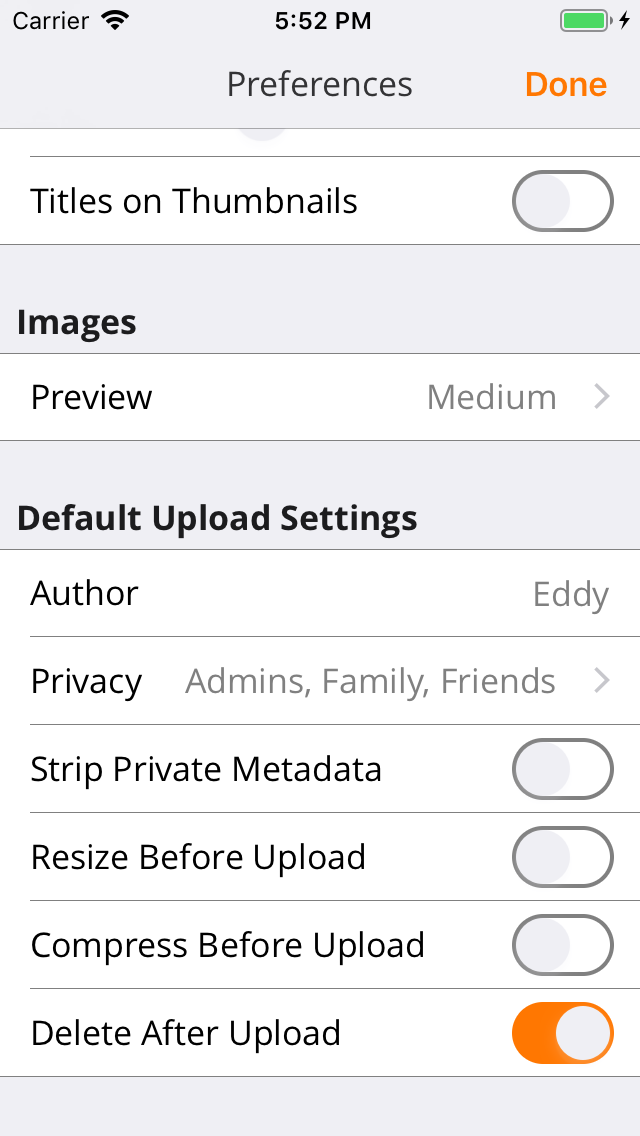 Carrier 5:52 PM
Preferences Done
Titles on Thumbnails
Images
Preview Medium
Default Upload Settings
Author Eddy
Privacy Admins, Family, Friends
Strip Private Metadata
Resize Before Upload
Compress Before Upload
Delete After Upload